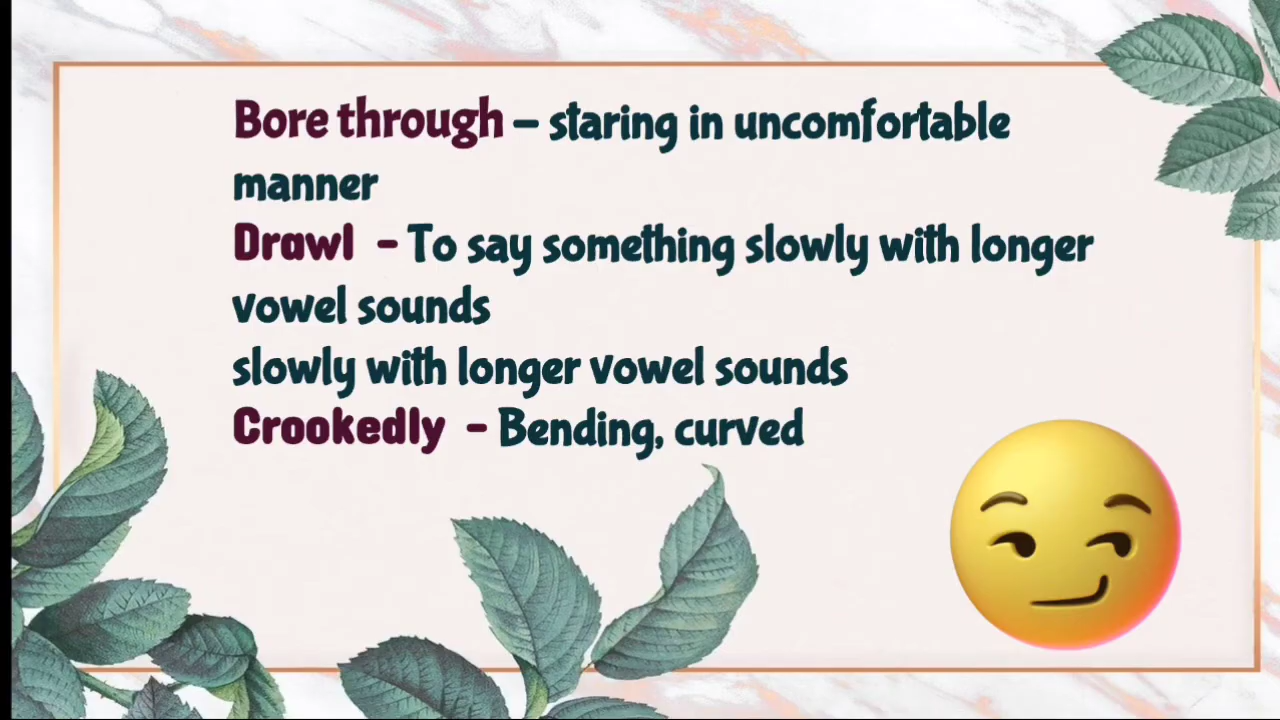 Bore through – staring in uncomfortable
manner
Drawl - To say something slowly with longer
vowel sounds
slowly with longer vowel sounds
Crookedly - Bending, curved